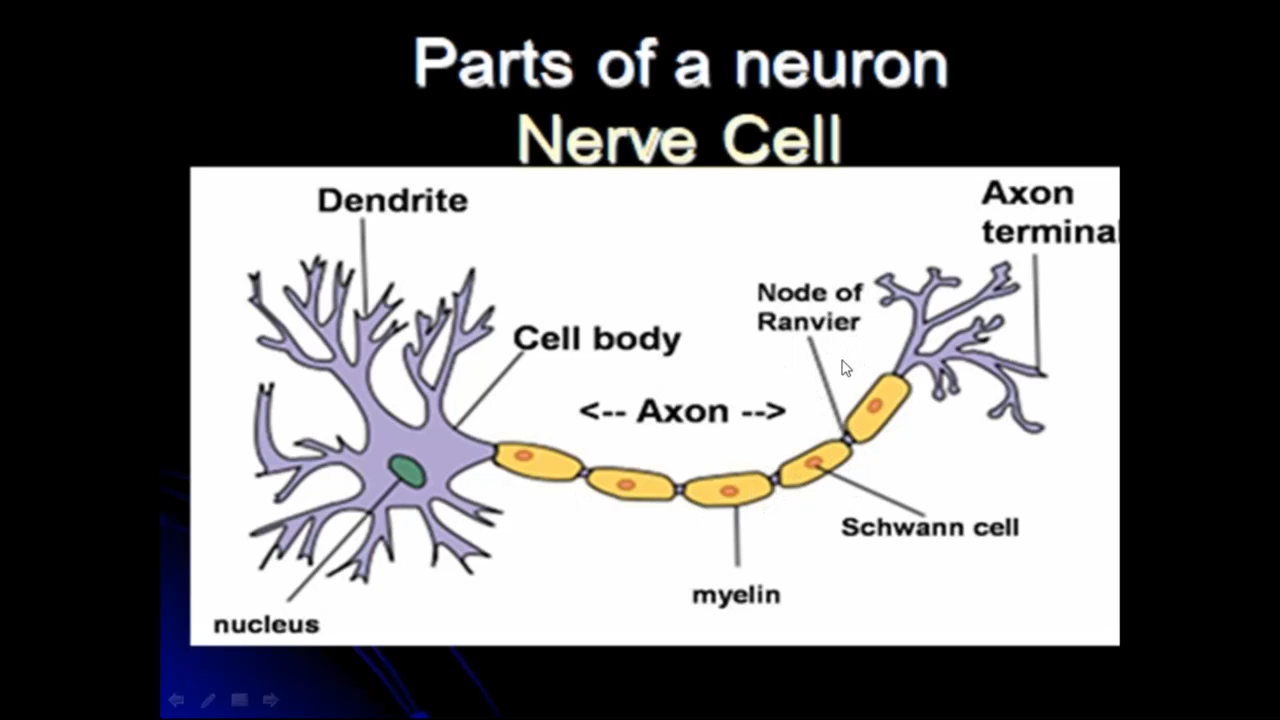 Parts of a neuron
Nerve Cell
Dendrite
Axon
terminal
Node of
Ranvier
Cell body
<-- Axon -->
Schwann cell
myelin
nucleus